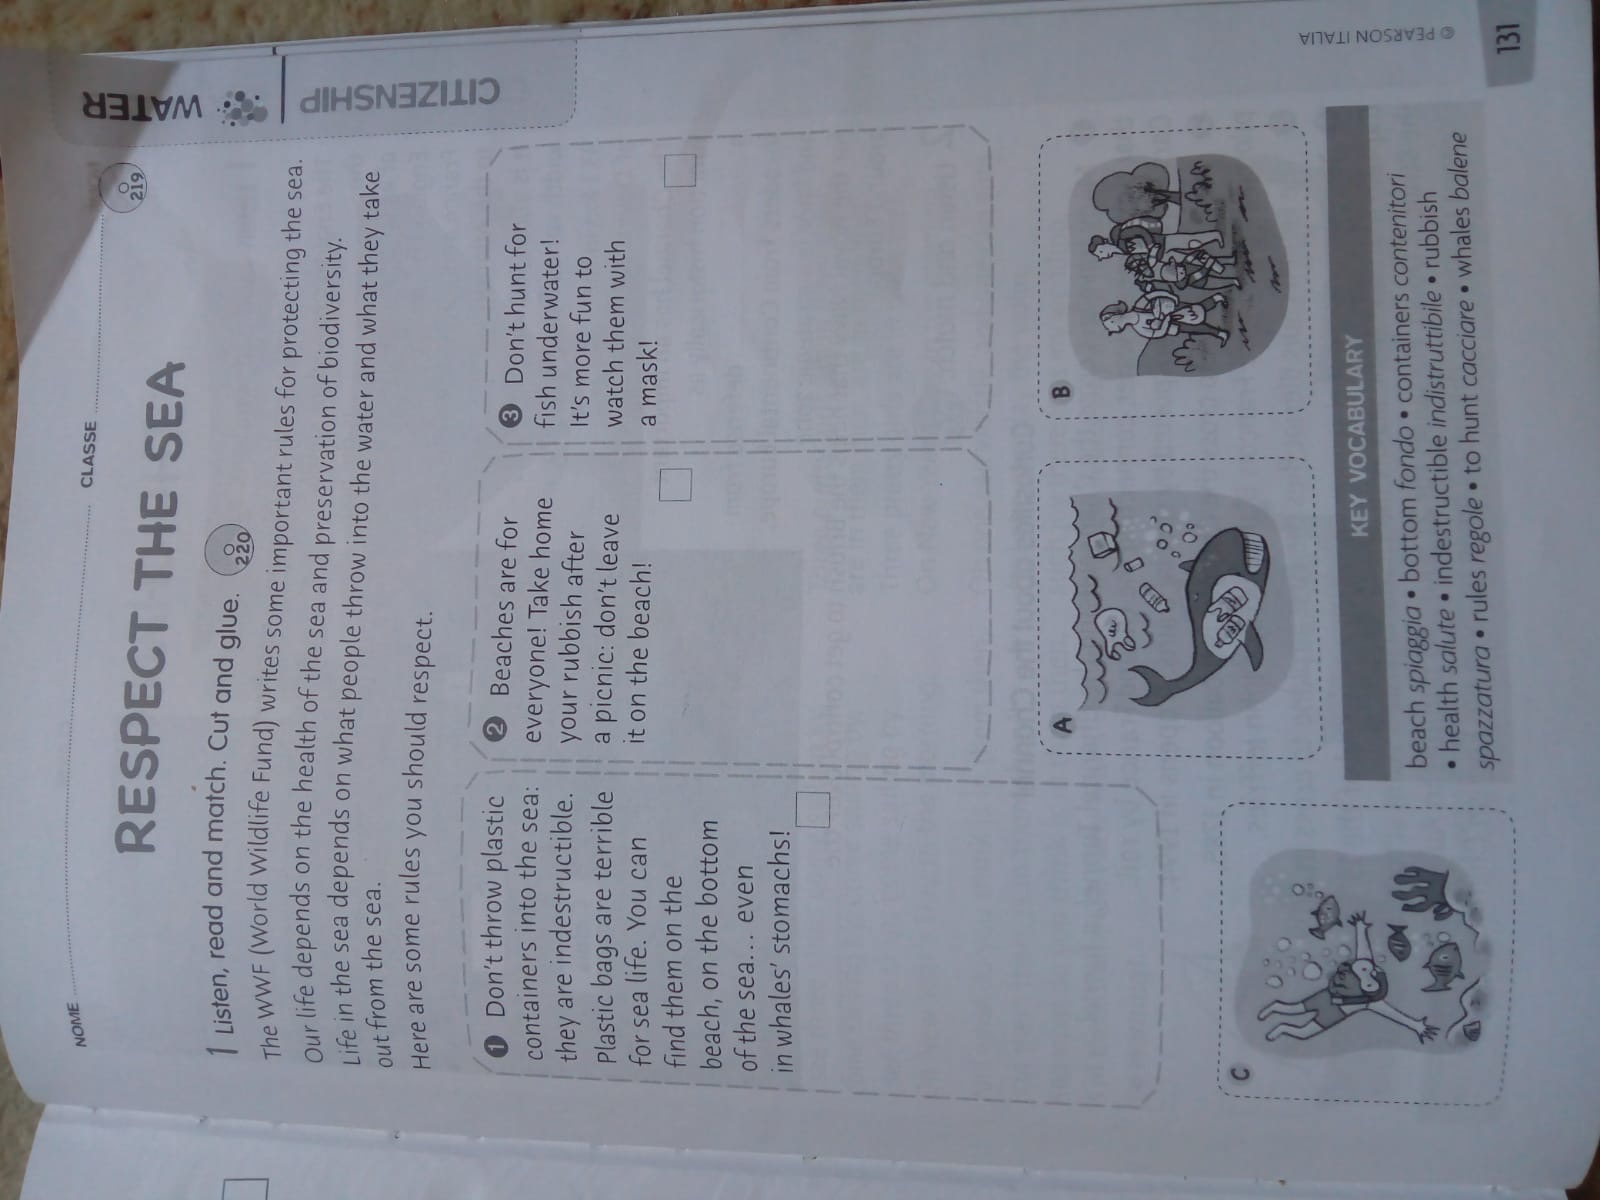 NOME CLASSE
219
WATER
CITIZENSHIP
RESPECT THE SEA
1 Listen, read and match. Cut and glue. 220
The WWF (World Wildlife Fund) writes some important rules for protecting the sea.
Our life depends on the health of the sea and preservation of biodiversity.
Life in the sea depends on what people throw into the water and what they take
out from the sea.
Here are some rules you should respect.
1 Don't throw plastic
containers into the sea:
they are indestructible.
Plastic bags are terrible
for sea life. You can
find them on the
beach, on the bottom
of the sea... even
in whales' stomachs!
2 Beaches are for
everyone! Take home
your rubbish after
a picnic: don't leave
it on the beach!
3 Don't hunt for
fish underwater!
It's more fun to
watch them with
a mask!
C
A
B
KEY VOCABULARY
beach spiaggia • bottom fondo • containers contenitori
• health salute • indestructible indistruttibile • rubbish
spazzatura • rules regole • to hunt cacciare • whales balene
© PEARSON ITALIA
131